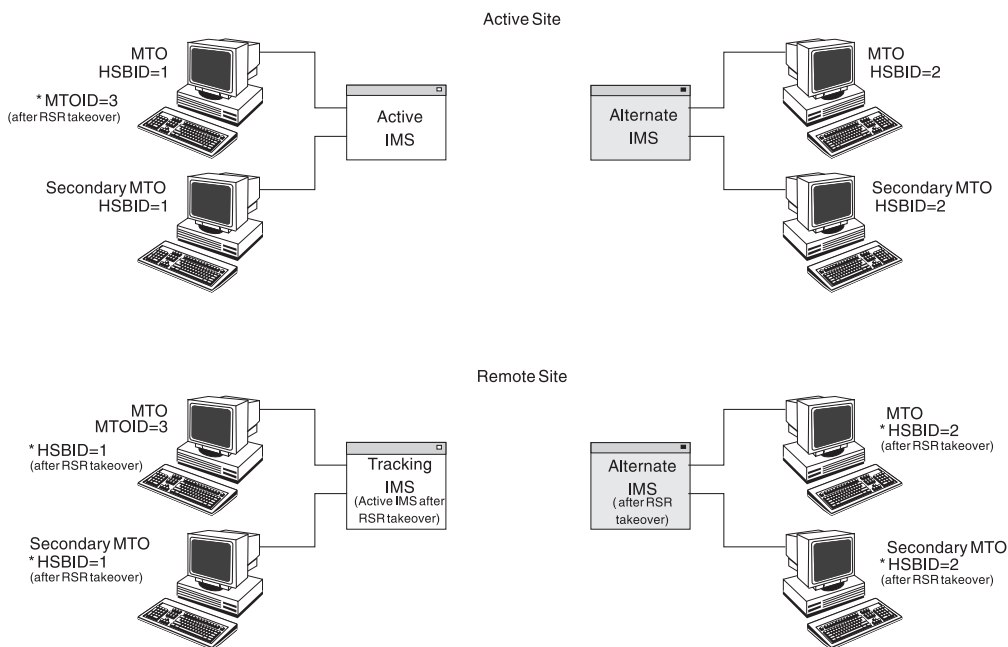 Active Site
MTO
HSBID=1
* MTOID=3
(after RSR takeover)
Active
IMS
Secondary MTO
HSBID=1
Alternate
IMS
MTO
HSBID=2
Secondary MTO
HSBID=2
Remote Site
MTO
MTOID=3
* HSBID=1
(after RSR takeover)
Tracking
IMS
(Active IMS after
RSR takeover)
Secondary MTO
* HSBID=1
(after RSR takeover)
Alternate
IMS
(after RSR
takeover)
MTO
* HSBID=2
(after RSR takeover)
Secondary MTO
* HSBID=2
(after RSR takeover)